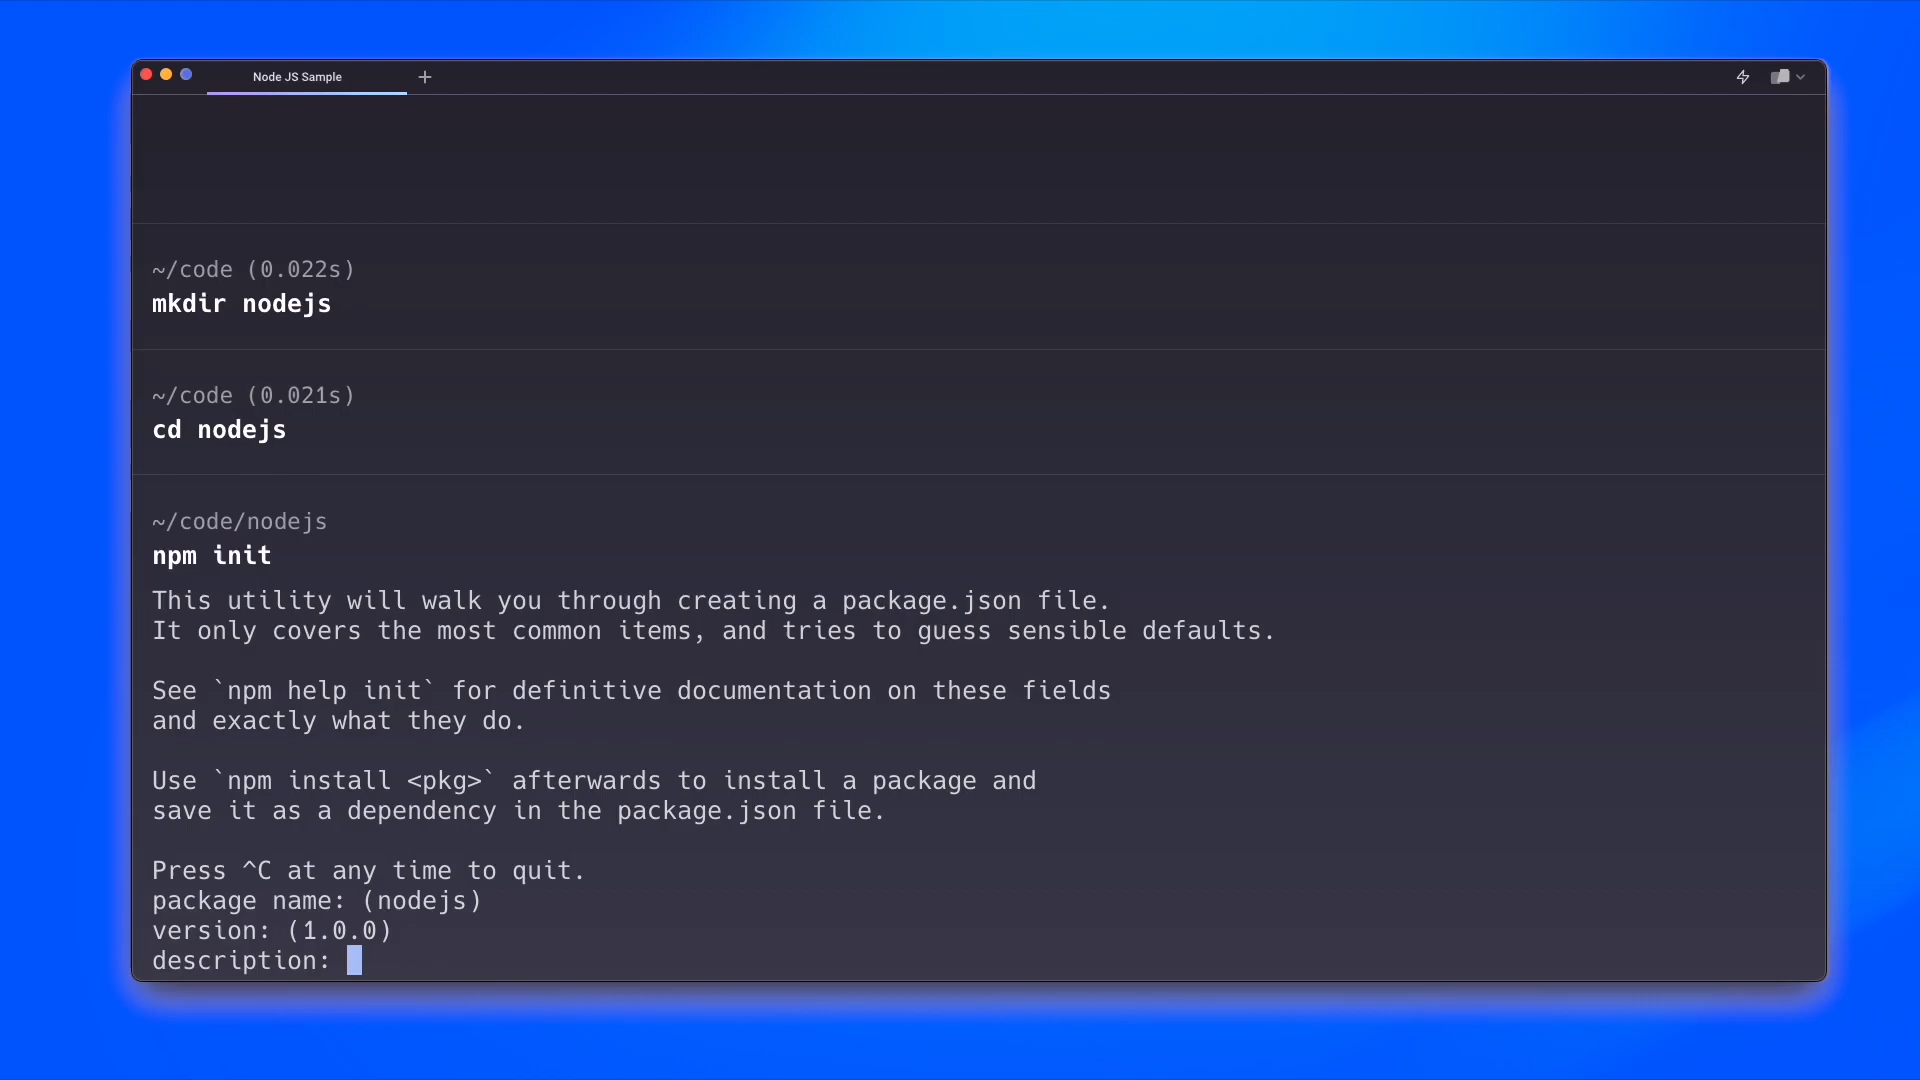 Node JS Sample
~/code (0.022s)
mkdir nodejs
~/code (0.021s)
cd nodejs
~/code/nodejs
npm init
This utility will walk you through creating a package.json file.
It only covers the most common items, and tries to guess sensible defaults.
See `npm help init` for definitive documentation on these fields
and exactly what they do.
Use `npm install <pkg>` afterwards to install a package and
save it as a dependency in the package.json file.
Press ^C at any time to quit.
package name: (nodejs)
version: (1.0.0)
description: